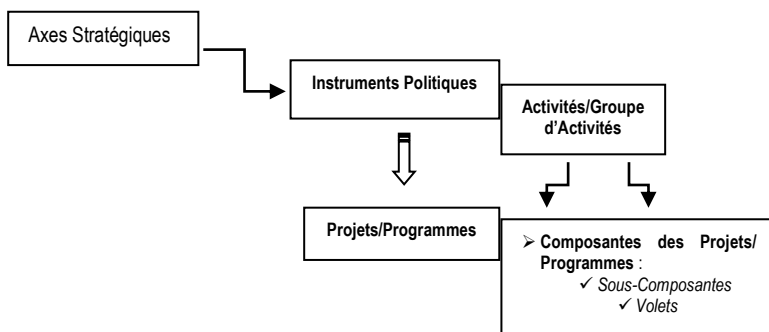 Axes Stratégiques
Instruments Politiques
Activités/Groupe
d’Activités
Projets/Programmes
➢ Composantes des Projets/
Programmes :
✓ Sous-Composantes
✓ Volets